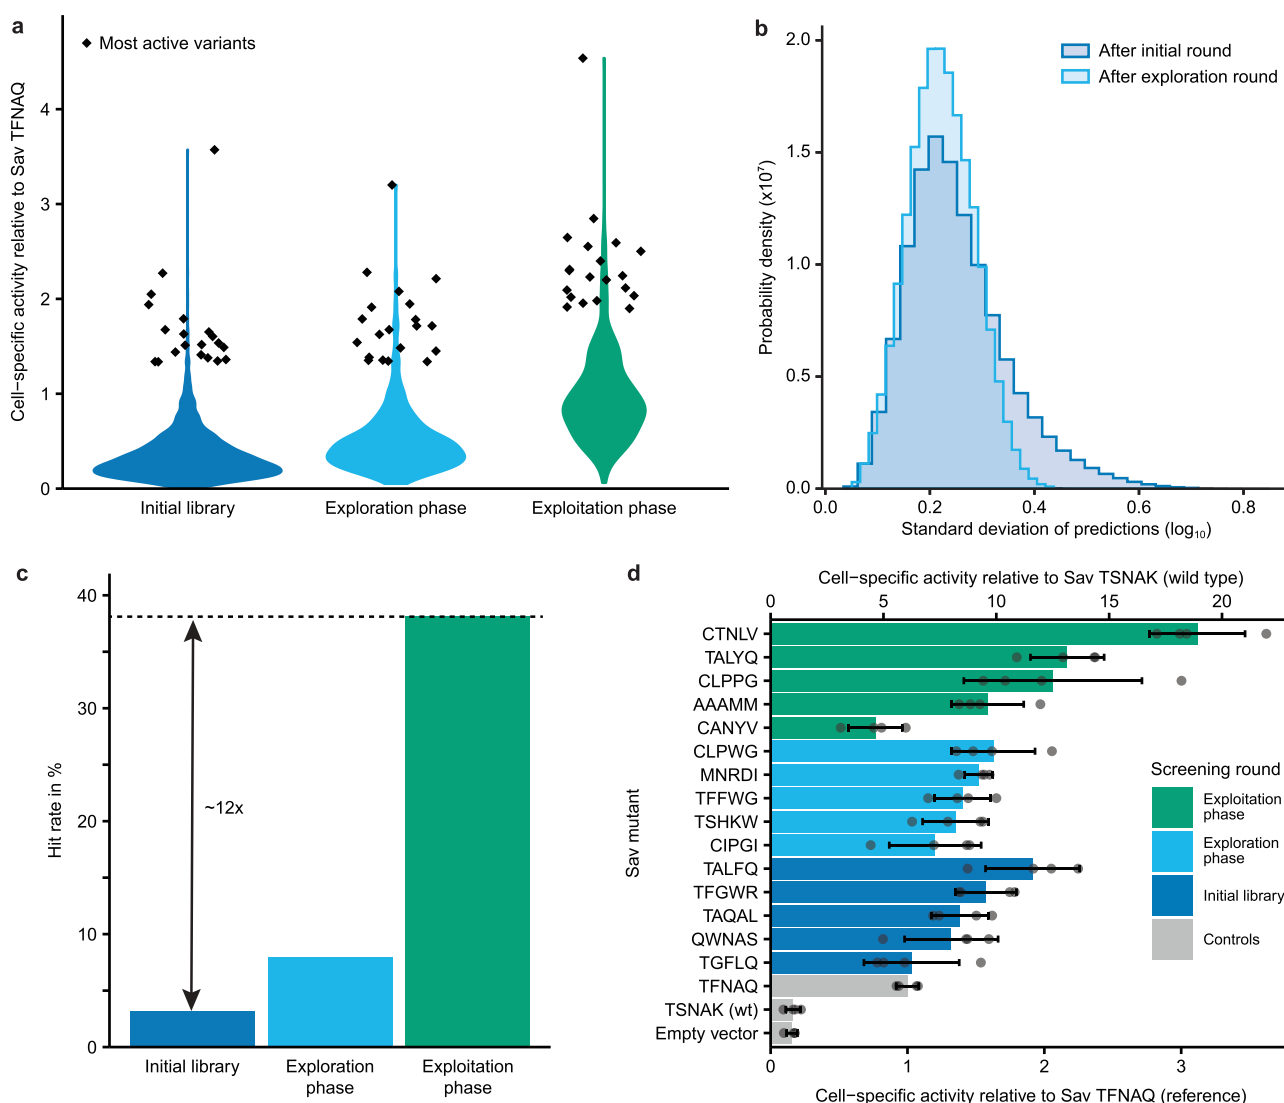 a
Most active variants
Cell−specific activity relative to Sav TFNAQ
4
3
2
1
0
Initial library
Exploration phase
Exploitation phase
b
After initial round
After exploration round
Probability density (x10⁷)
2.0
1.5
1.0
0.5
0.0
0.0
0.2
0.4
0.6
0.8
Standard deviation of predictions (log₁₀)
c
Hit rate in %
40
30
20
10
0
~12x
Initial library
Exploration
phase
Exploitation
phase
d
Cell−specific activity relative to Sav TSNAK (wild type)
0
5
10
15
20
Sav mutant
CTNLV
TALYQ
CLPPG
AAAMM
CANYV
CLPWG
MNRDI
TFFWG
TSHKW
CIPGI
TALFQ
TFGWR
TAQAL
QWNAS
TGFLQ
TFNAQ
TSNAK (wt)
Empty vector
Screening round
Exploitation
phase
Exploration
phase
Initial library
Controls
0
1
2
3
Cell−specific activity relative to Sav TFNAQ (reference)